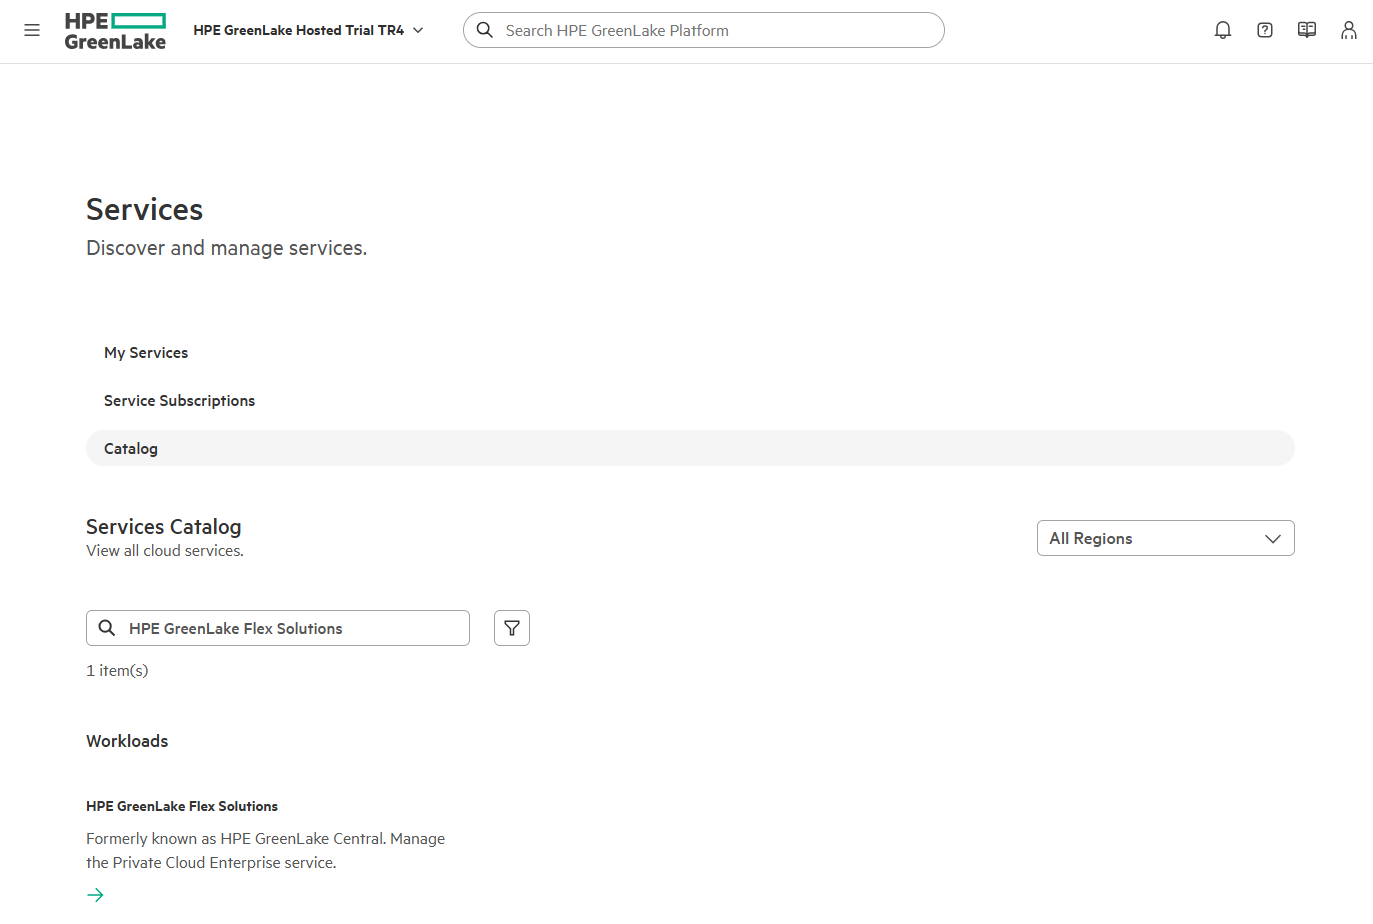 HPE
GreenLake
HPE GreenLake Hosted Trial TR4
Search HPE GreenLake Platform
Services
Discover and manage services.
My Services
Service Subscriptions
Catalog
Services Catalog
View all cloud services.
All Regions
HPE GreenLake Flex Solutions
1 item(s)
Workloads
HPE GreenLake Flex Solutions
Formerly known as HPE GreenLake Central. Manage
the Private Cloud Enterprise service.